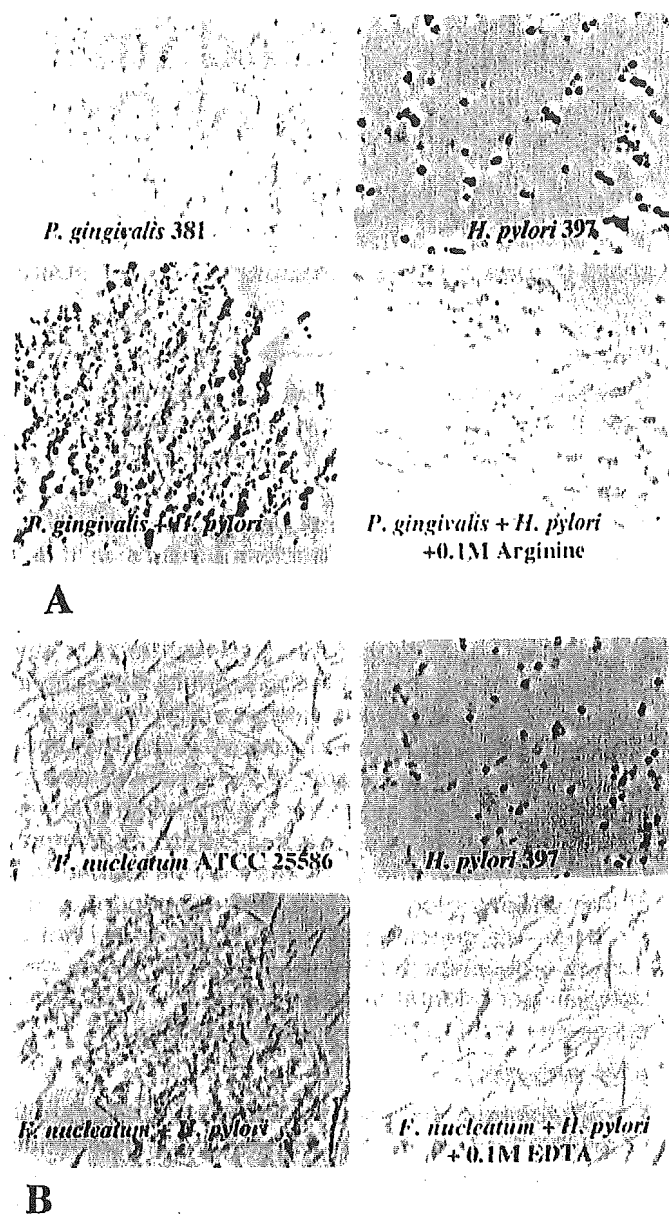 P. gingivalis 381
H. pylori 397
P. gingivalis + H. pylori
P. gingivalis + H. pylori
+0.1M Arginine
A
F. nucleatum ATCC 25586
H. pylori 397
F. nucleatum + H. pylori
F. nucleatum + H. pylori
+ 0.1M EDTA
B